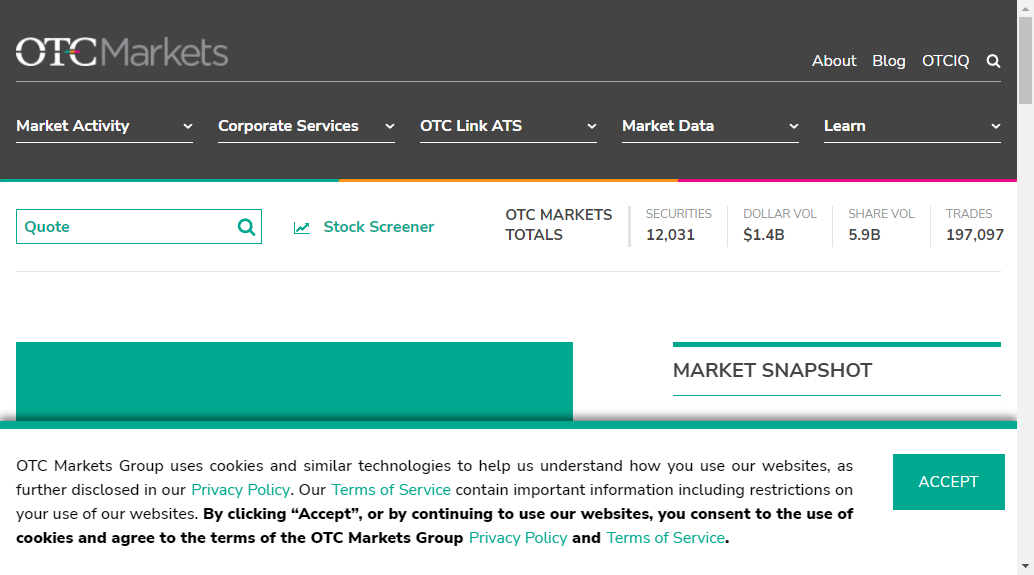 OTC Markets
About Blog OTCIQ
Market Activity Corporate Services OTC Link ATS Market Data Learn
Quote Stock Screener
OTC MARKETS TOTALS
SECURITIES 12,031
DOLLAR VOL $1.4B
SHARE VOL 5.9B
TRADES 197,097
MARKET SNAPSHOT
OTC Markets Group uses cookies and similar technologies to help us understand how you use our websites, as
further disclosed in our Privacy Policy. Our Terms of Service contain important information including restrictions on
your use of our websites. By clicking “Accept”, or by continuing to use our websites, you consent to the use of
cookies and agree to the terms of the OTC Markets Group Privacy Policy and Terms of Service.
ACCEPT